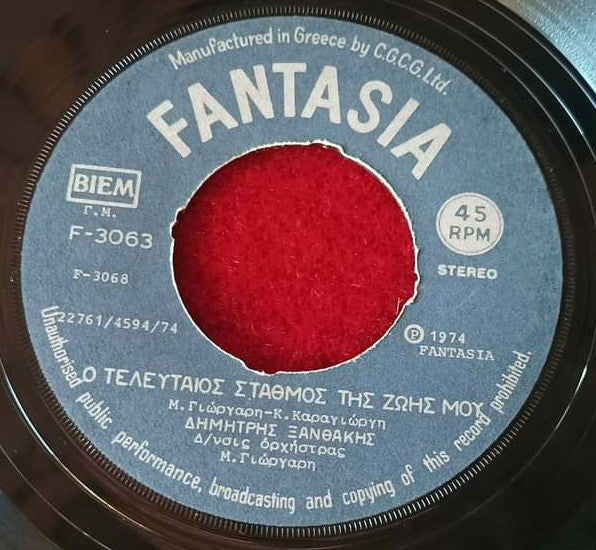 Manufactured in Greece by C.G.C.G. Ltd.
FANTASIA
BIEM
Γ.Μ.
F-3063
F-3068
22761/4594/74
45
RPM
STEREO
Ⓟ 1974
FANTASIA
Ο ΤΕΛΕΥΤΑΙΟΣ ΣΤΑΘΜΟΣ ΤΗΣ ΖΩΗΣ ΜΟΥ
Μ. Γιώργαρη-Κ. Καραγιώργη
ΔΗΜΗΤΡΗΣ ΞΑΝΘΑΚΗΣ
Δ/νσις ὀρχήστρας
Μ. Γιώργαρη
Unauthorised public performance, broadcasting and copying of this record prohibited.